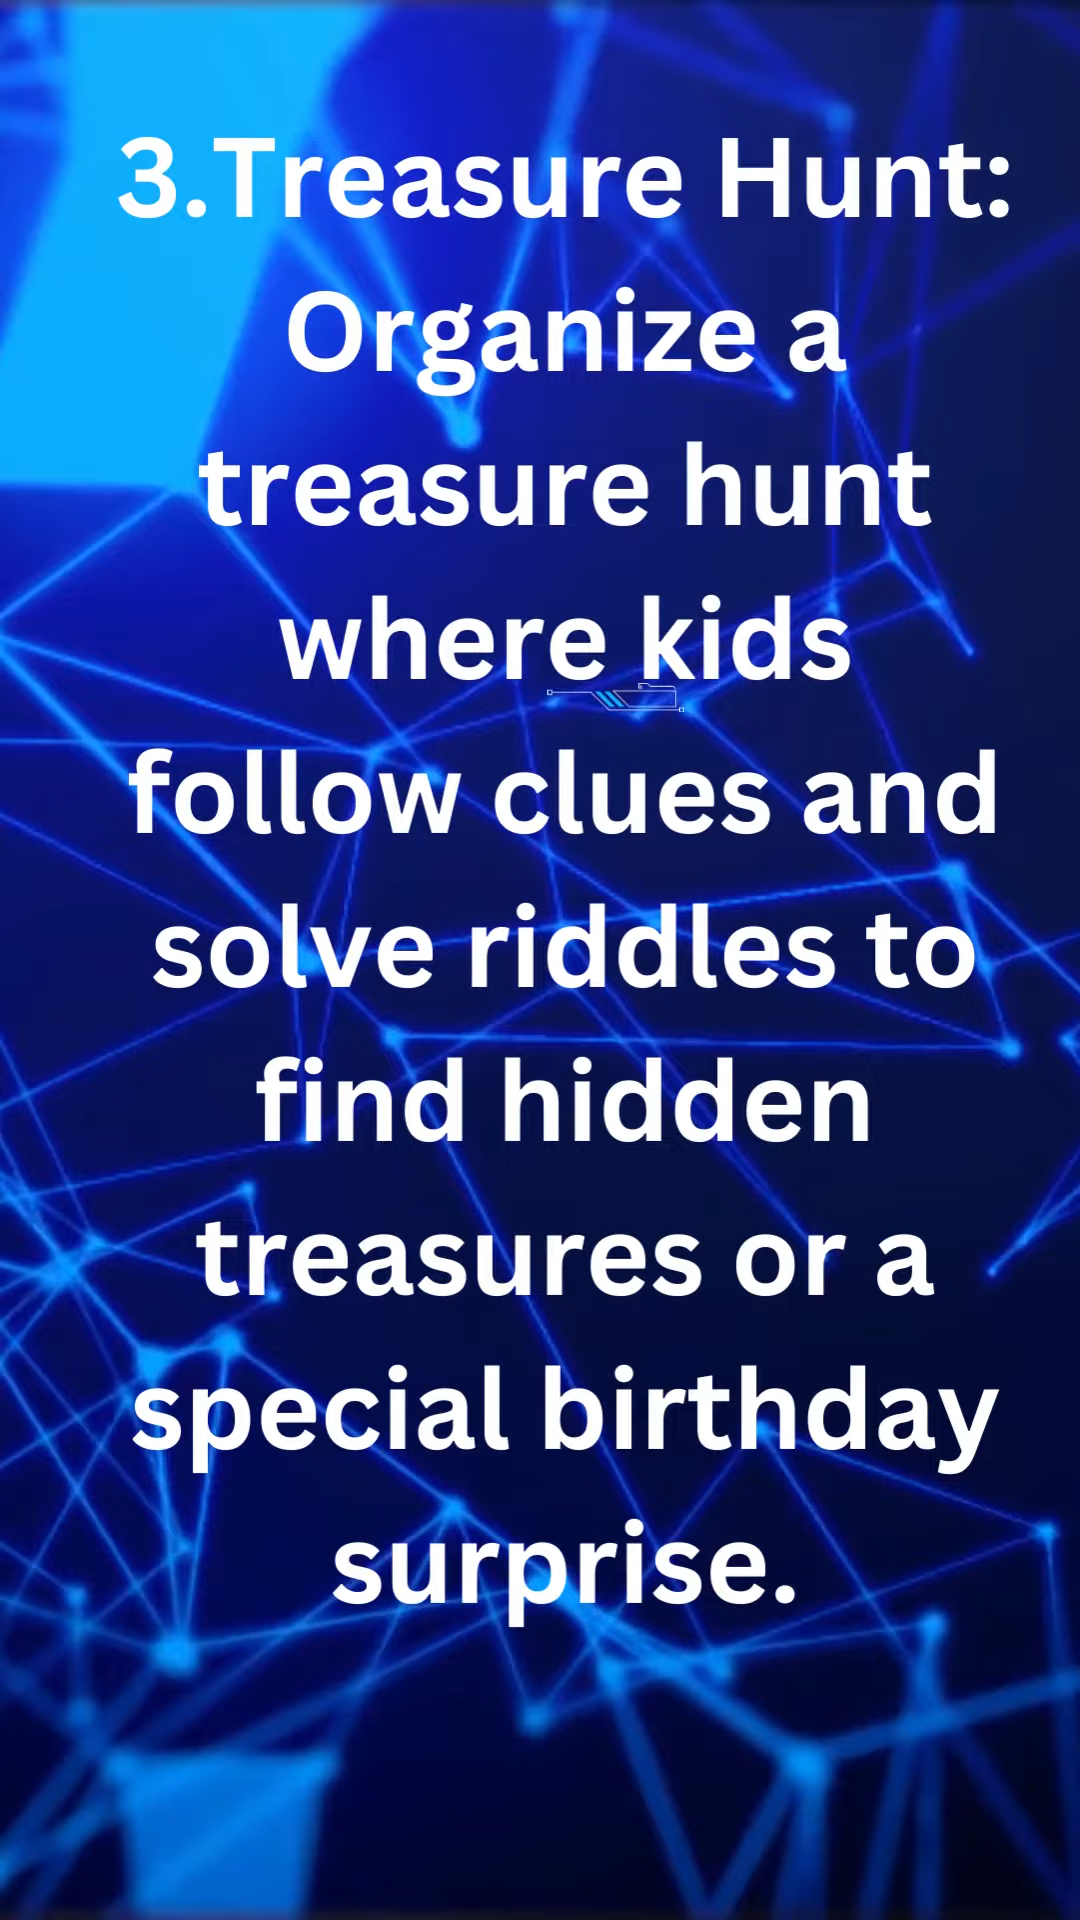 3.Treasure Hunt:
Organize a
treasure hunt
where kids
follow clues and
solve riddles to
find hidden
treasures or a
special birthday
surprise.